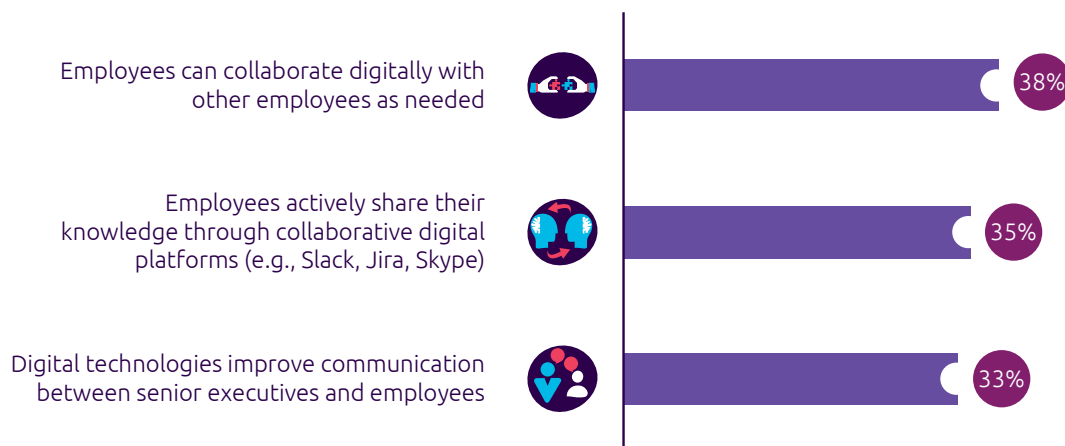 Employees can collaborate digitally with
other employees as needed
38%
Employees actively share their
knowledge through collaborative digital
platforms (e.g., Slack, Jira, Skype)
35%
Digital technologies improve communication
between senior executives and employees
33%